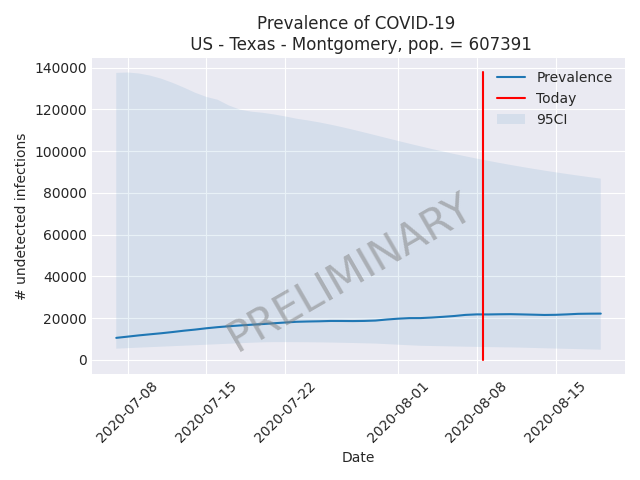 Prevalence of COVID-19
US - Texas - Montgomery, pop. = 607391
140000
120000
100000
80000
60000
40000
20000
0
# undetected infections
Prevalence
Today
95CI
PRELIMINARY
2020-07-08
2020-07-15
2020-07-22
2020-08-01
2020-08-08
2020-08-15
Date